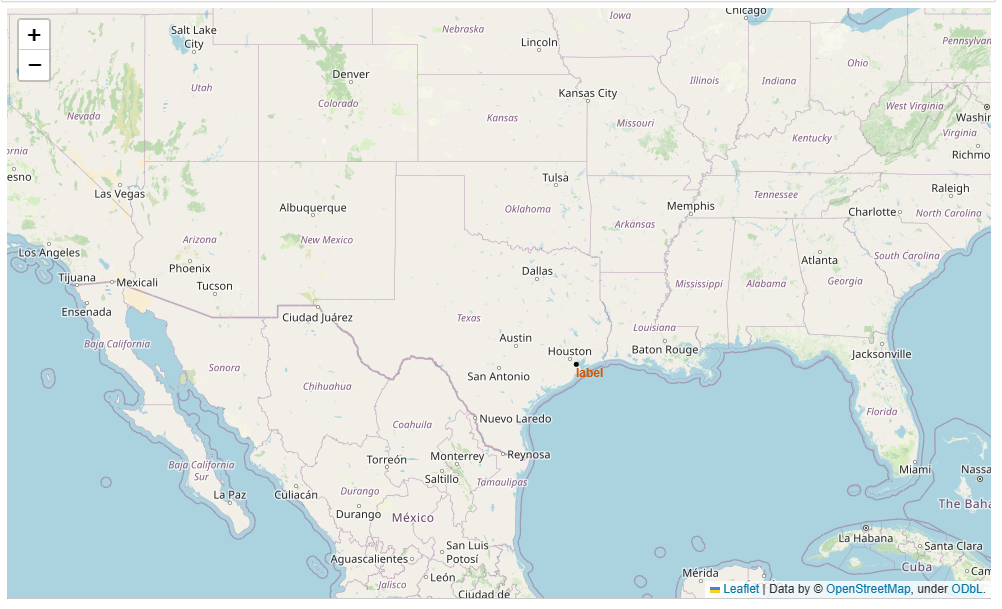 +
−
Salt Lake
City
Nebraska
Iowa
Chicago
Lincoln
Pennsylvan
Ohio
Denver
Utah
Colorado
Illinois
Indiana
Kansas City
Nevada
Kansas
Missouri
West Virginia
Washin
Virginia
Kentucky
Richmo
ornia
esno
Las Vegas
Tulsa
Albuquerque
Oklahoma
Memphis
Tennessee
Raleigh
Charlotte
North Carolina
Arkansas
Arizona
New Mexico
Los Angeles
Phoenix
Dallas
Atlanta
South Carolina
Tijuana
Mexicali
Tucson
Mississippi
Alabama
Georgia
Ensenada
Ciudad Juárez
Texas
Louisiana
Austin
Baja California
Houston
Baton Rouge
Jacksonville
Sonora
label
San Antonio
Chihuahua
Florida
Coahuila
Nuevo Laredo
Torreón
Monterrey
Reynosa
Baja California
Sur
Saltillo
Tamaulipas
Miami
Nassa
La Paz
Culiacán
Durango
Durango
México
The Baha
La Habana
Santa Clara
San Luis
Potosí
Aguascalientes
Cuba
Cam
León
Mérida
Jalisco
Ciudad de
Leaflet | Data by © OpenStreetMap, under ODbL.